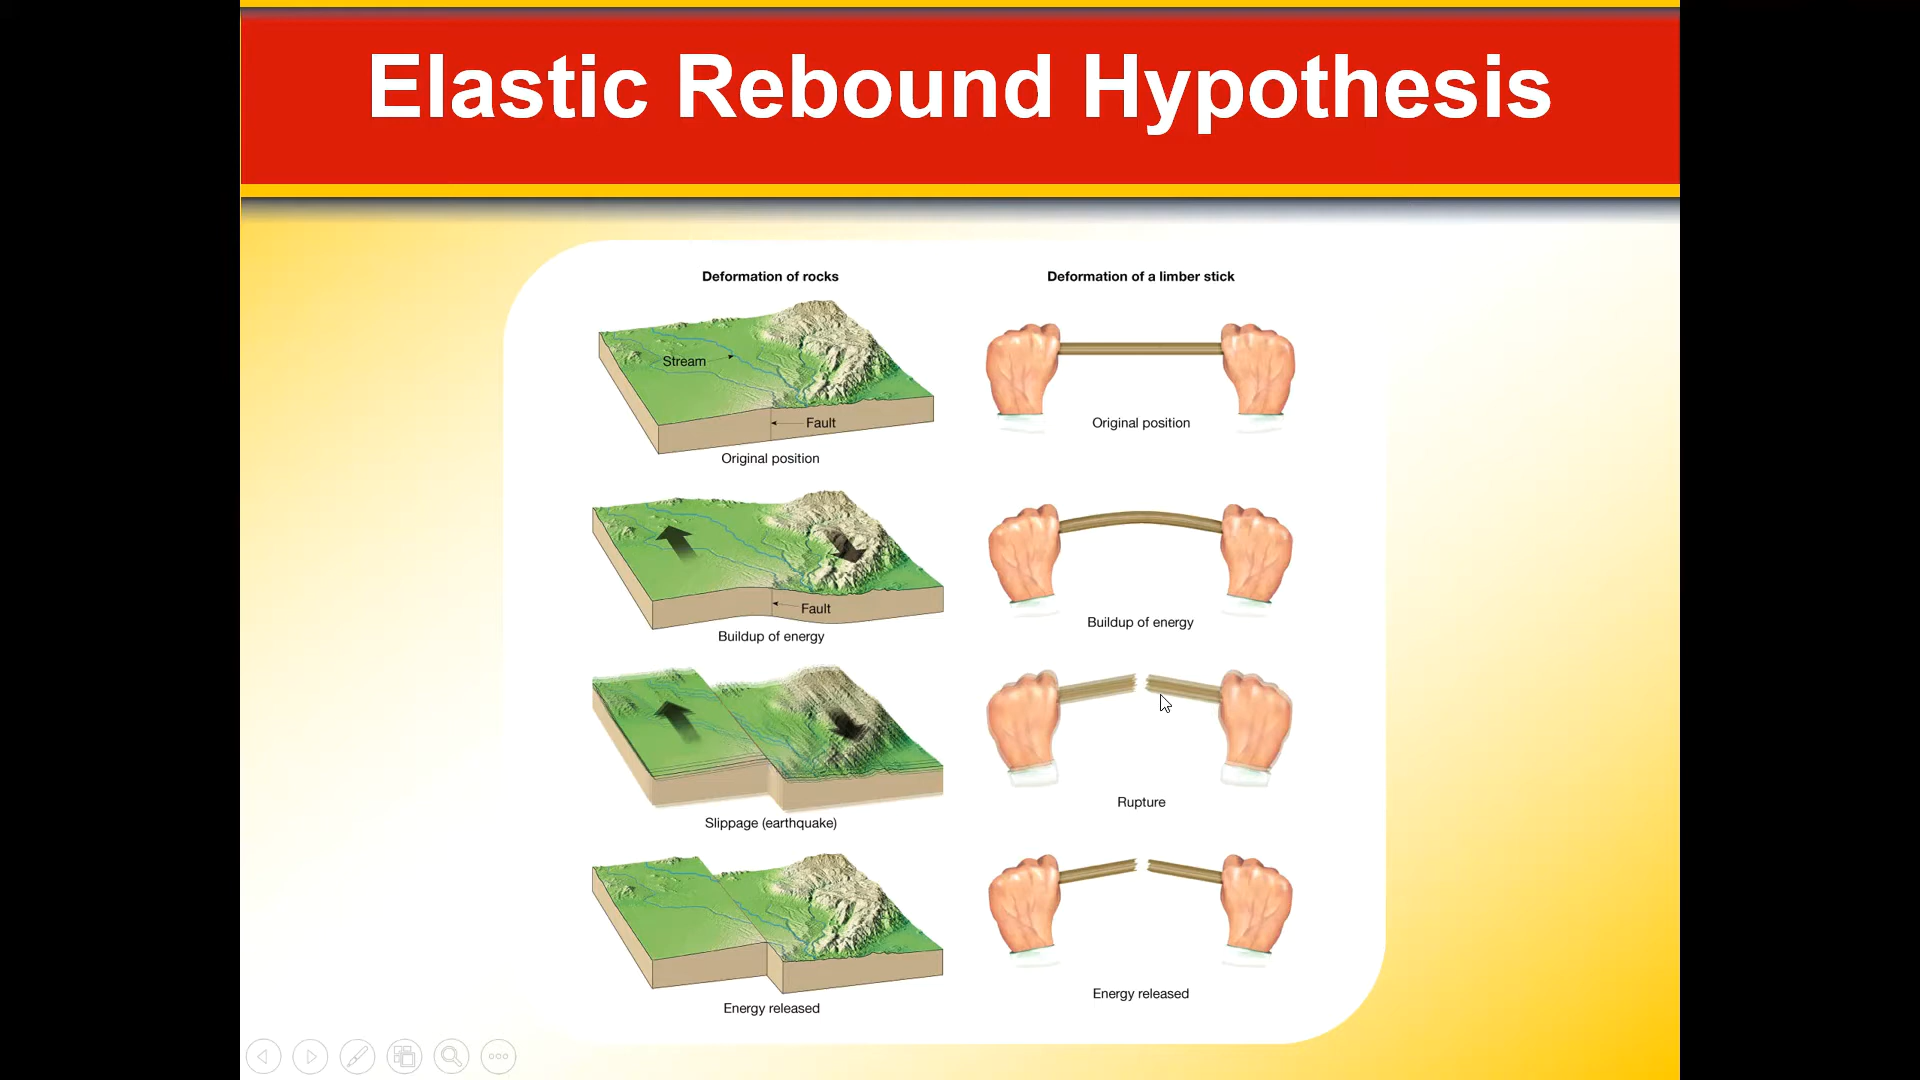 Elastic Rebound Hypothesis
Deformation of rocks
Deformation of a limber stick
Stream
Fault
Original position
Original position
Fault
Buildup of energy
Buildup of energy
Slippage (earthquake)
Rupture
Energy released
Energy released